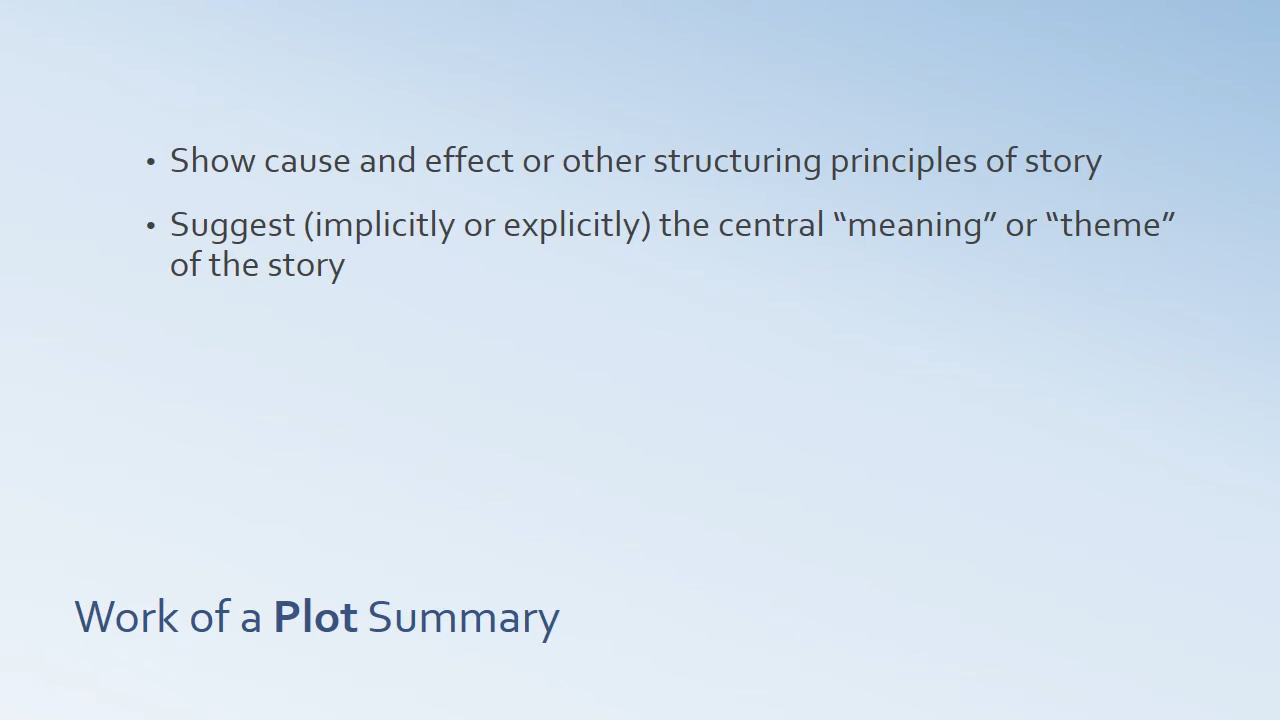 • Show cause and effect or other structuring principles of story
• Suggest (implicitly or explicitly) the central “meaning” or “theme”
of the story
Work of a Plot Summary